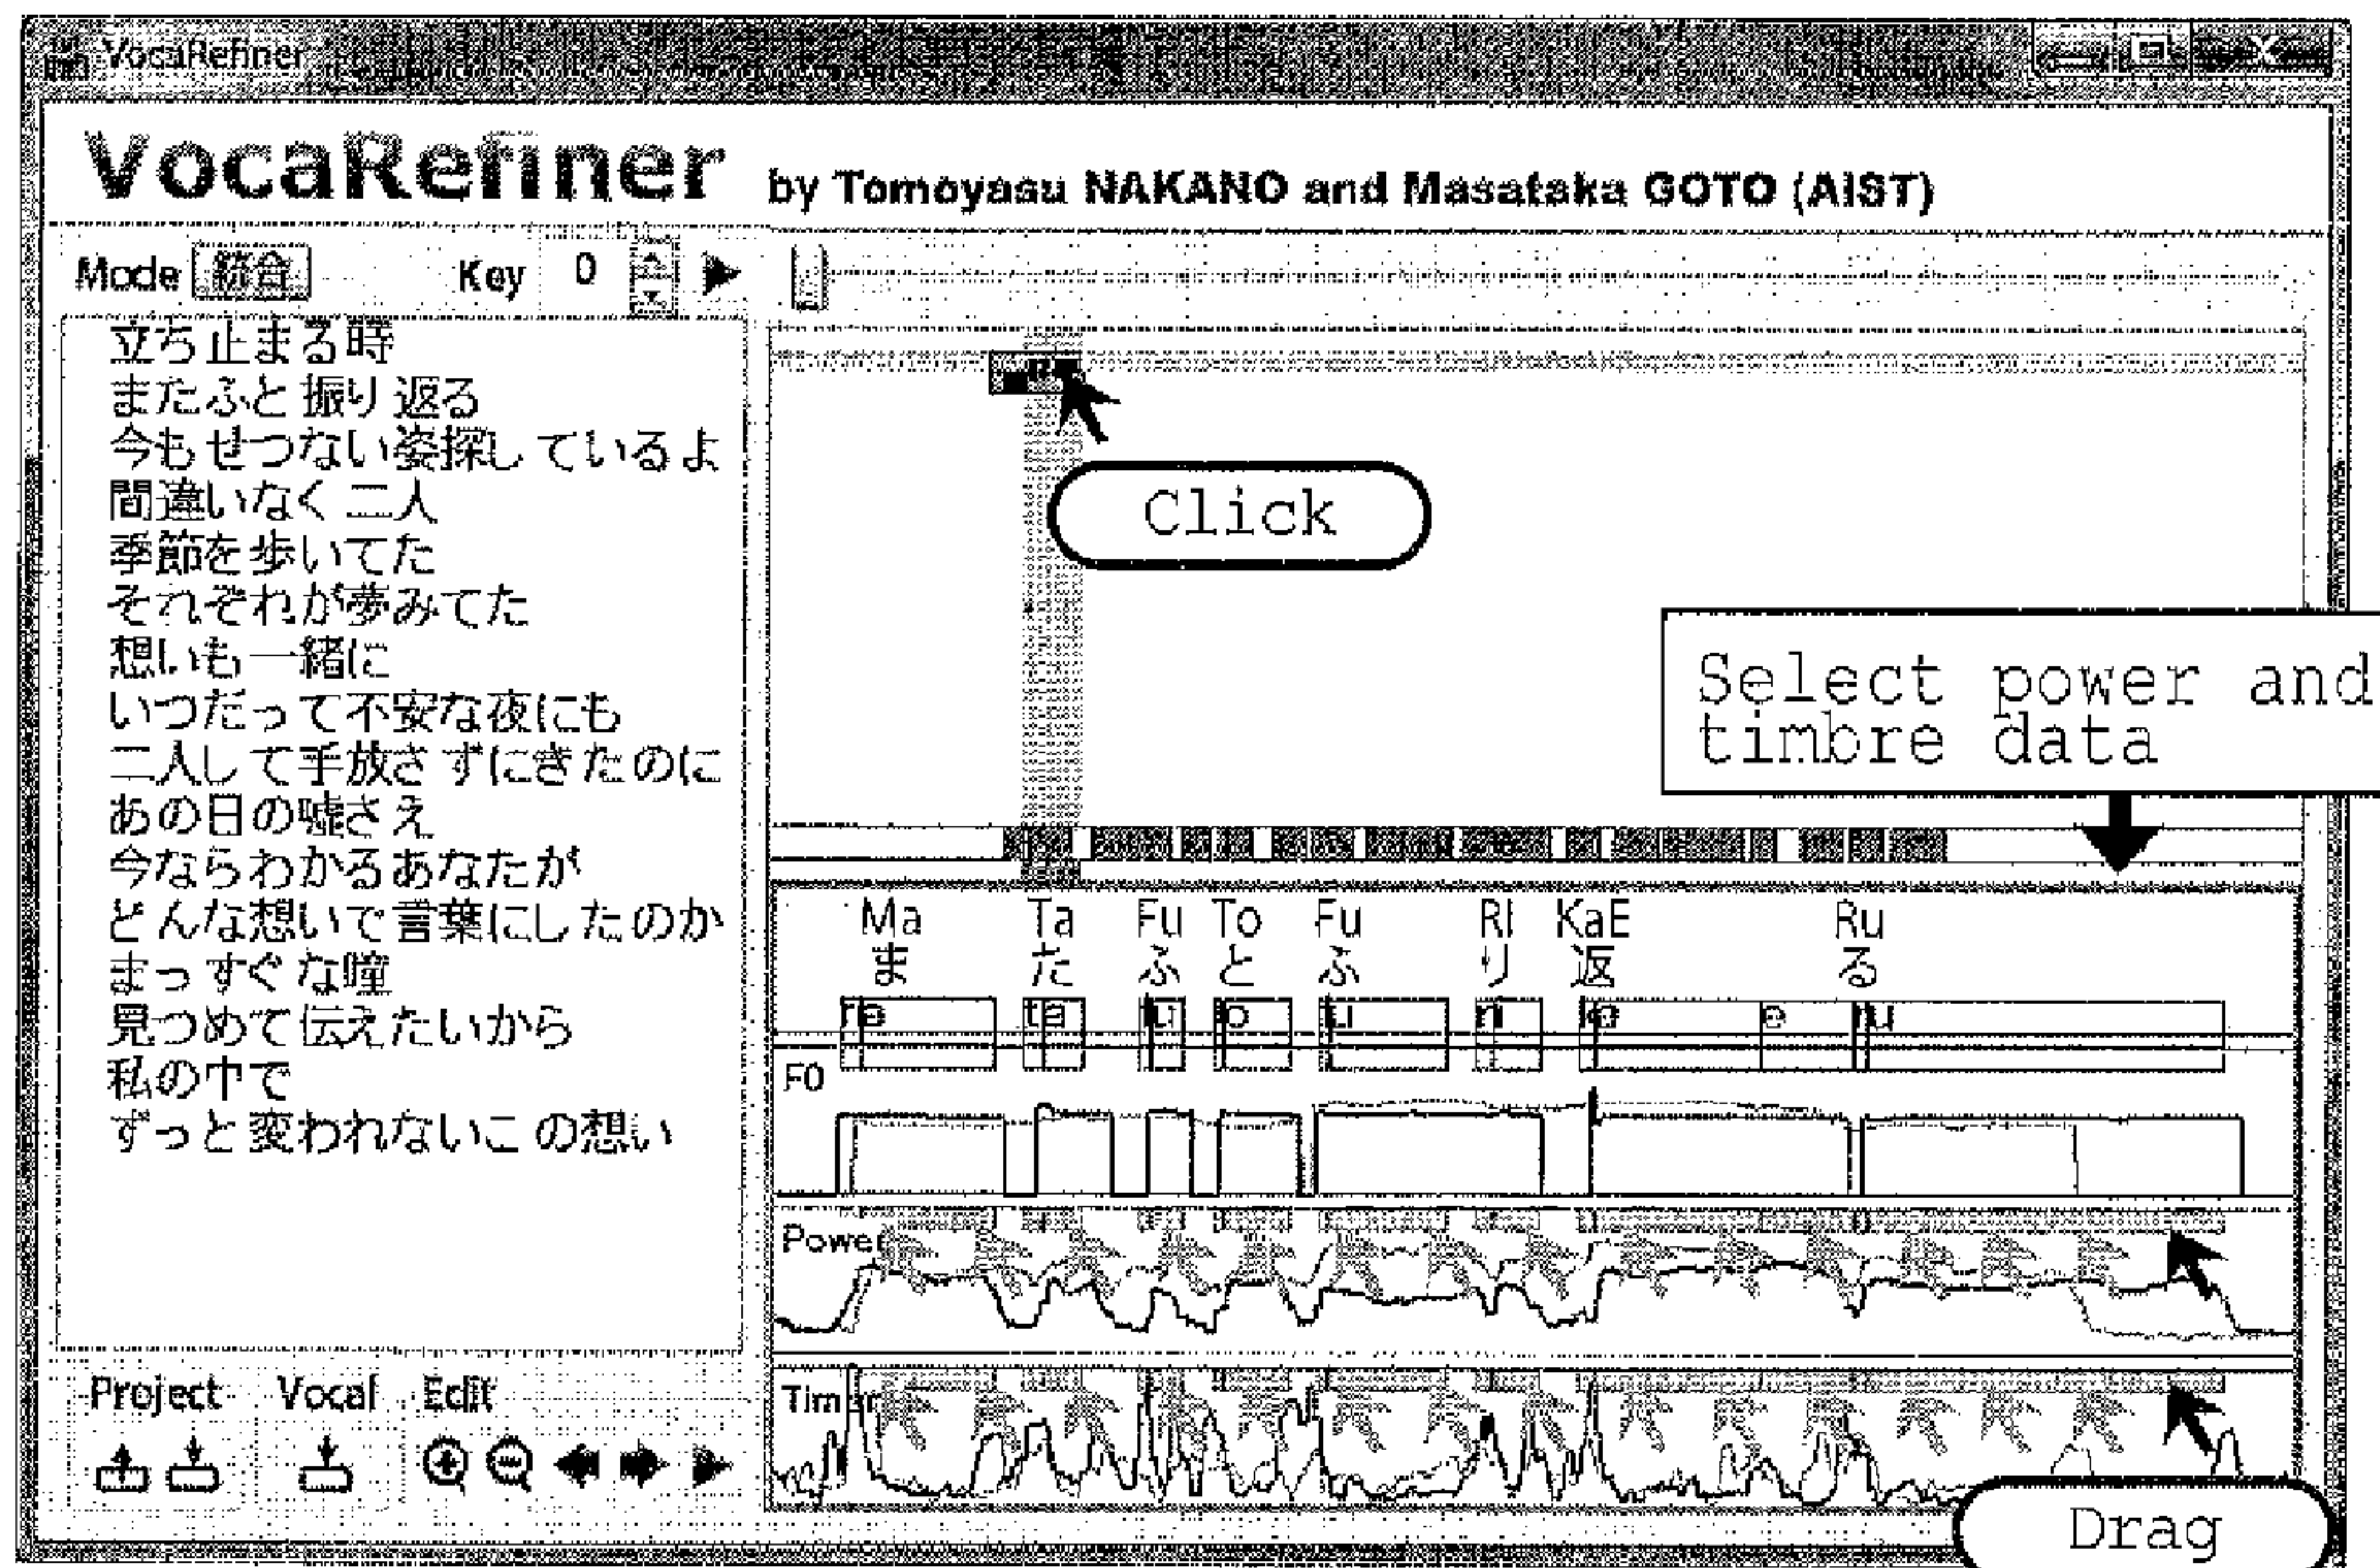 VocaRefiner
VocaRefiner by Tomoyasu NAKANO and Masataka GOTO (AIST)
Mode 統合 Key 0
立ち止まる時
またふと振り返る
今もせつない姿探しているよ
間違いなく二人
季節を歩いてた
それぞれが夢みてた
想いも一緒に
いつだって不安な夜にも
二人して手放さずにきたのに
あの日の嘘さえ
今ならわかるあなたが
どんな想いで言葉にしたのか
まっすぐな瞳
見つめて伝えたいから
私の中で
ずっと変われないこの想い
Project Vocal Edit
Click
Select power and
timbre data
Ma Ta Fu To Fu RI KaE Ru
ま た ふ と ふ り 返 る
ta u o u ni e ru
F0
Power
Drag